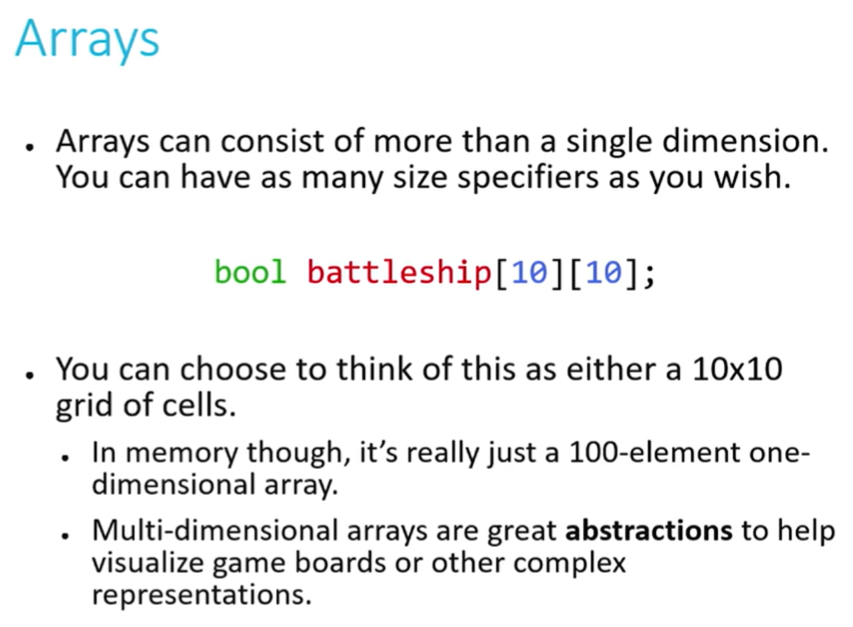 Arrays
• Arrays can consist of more than a single dimension.
You can have as many size specifiers as you wish.
bool battleship[10][10];
• You can choose to think of this as either a 10x10
grid of cells.
• In memory though, it’s really just a 100-element one-
dimensional array.
• Multi-dimensional arrays are great abstractions to help
visualize game boards or other complex
representations.